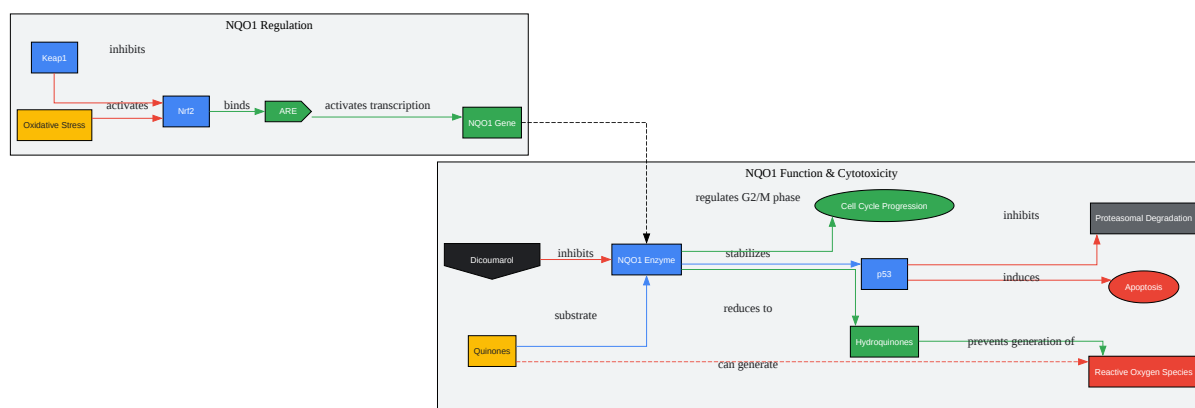 NQO1 Regulation
Keap1
inhibits
Oxidative Stress
activates
Nrf2
binds
ARE
activates transcription
NQO1 Gene
NQO1 Function & Cytotoxicity
regulates G2/M phase
Cell Cycle Progression
inhibits
Proteasomal Degradation
Dicoumarol
inhibits
NQO1 Enzyme
stabilizes
p53
induces
Apoptosis
substrate
reduces to
Quinones
Hydroquinones
prevents generation of
can generate
Reactive Oxygen Species